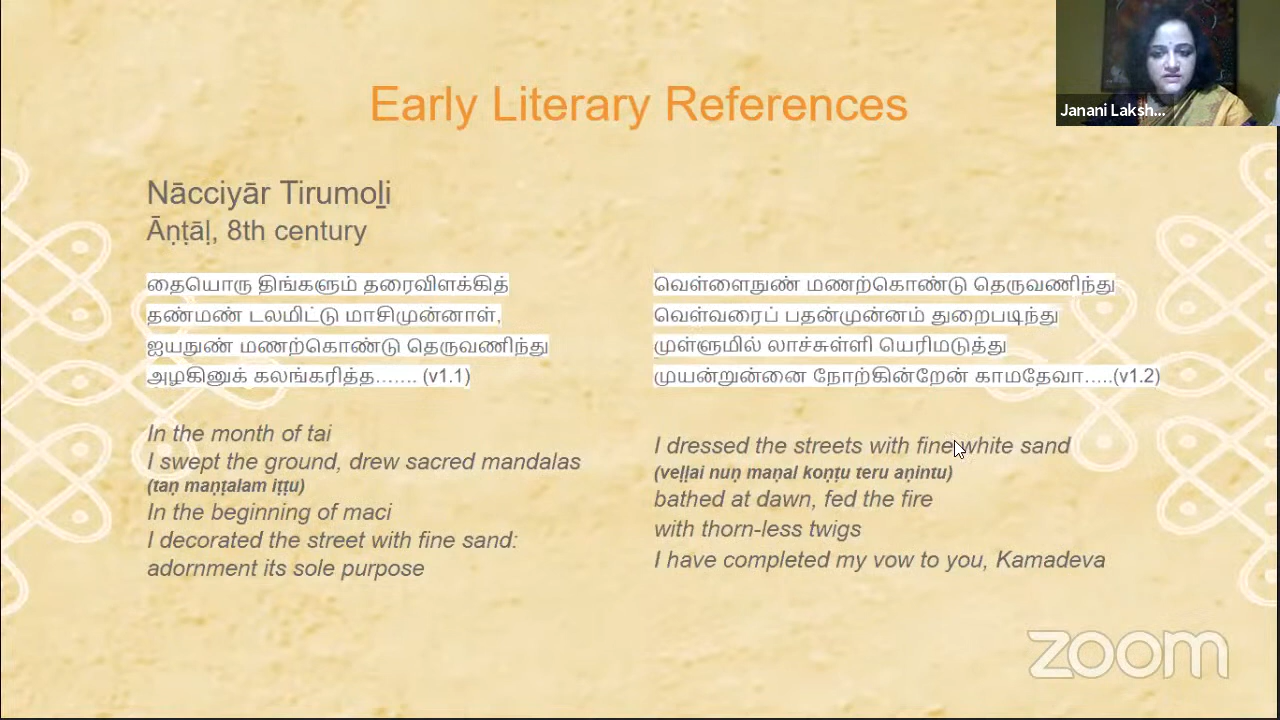 Early Literary References
Janani Laksh...
Nācciyār Tirumoḻi
Āṇṭāḷ, 8th century
தையொரு திங்களும் தரைவிளக்கித்
தண்மண் டலமிட்டு மாசிமுன்னாள்,
ஐயநுண் மணற்கொண்டு தெருவணிந்து
அழகினுக் கலங்கரித்த……. (v1.1)
In the month of tai
I swept the ground, drew sacred mandalas
(taṇ maṇṭalam iṭṭu)
In the beginning of maci
I decorated the street with fine sand:
adornment its sole purpose
வெள்ளைநுண் மணற்கொண்டு தெருவணிந்து
வெள்வரைப் பதன்முன்னம் துறைபடிந்து
முள்ளுமில் லாச்சுள்ளி யெரிமடுத்து
முயன்றுன்னை நோற்கின்றேன் காமதேவா…..(v1.2)
I dressed the streets with fine white sand
(veḷḷai nuṇ maṇal koṇṭu teru aṇintu)
bathed at dawn, fed the fire
with thorn-less twigs
I have completed my vow to you, Kamadeva
zoom